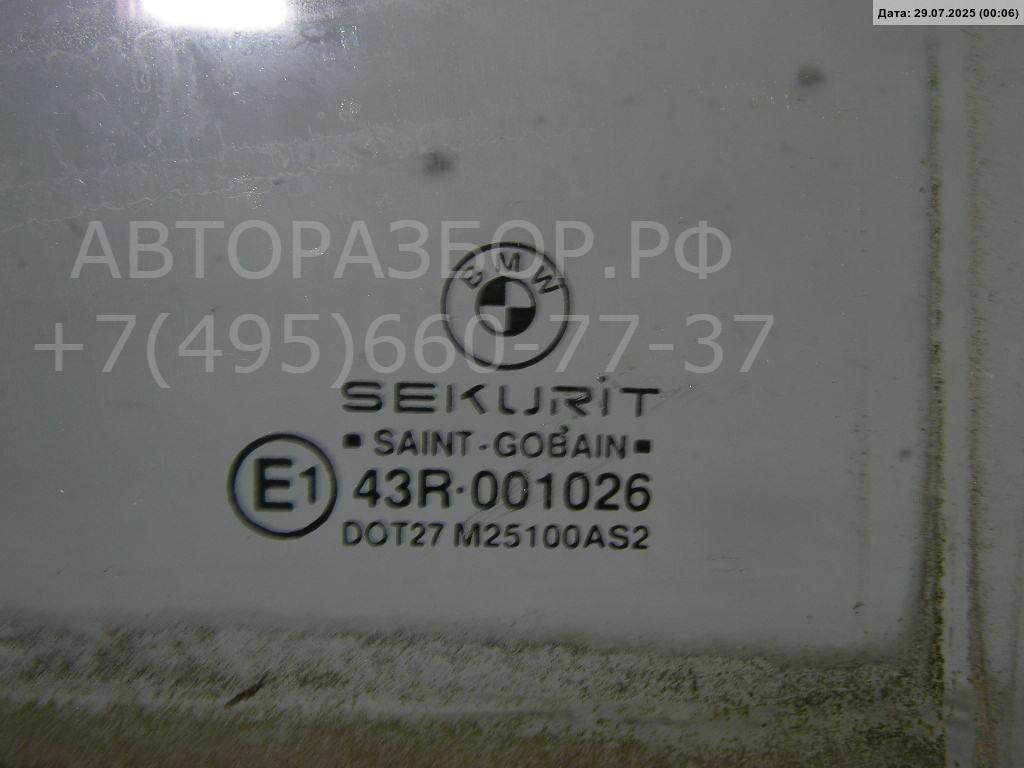 Дата: 29.07.2025 (00:06)
АВТОРАЗБОР.РФ
BMW
+7(495)660-77-37
SEKURIT
SAINT-GOBAIN
E1 43R-001026
DOT27 M25100AS2